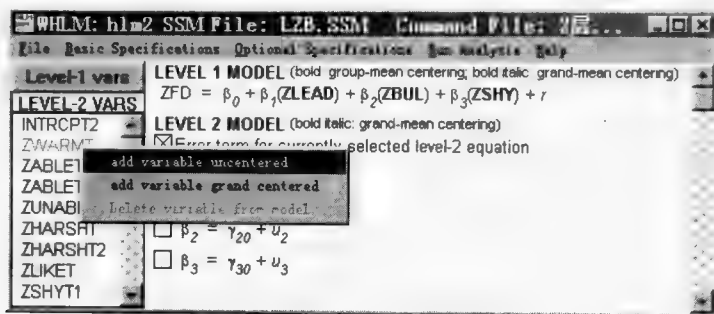 WHLM: hlm2 SSM File: LZB.SSM Command File: 2层...
File Basic Specifications Optional Specifications Run Analysis Help
Level-1 vars
LEVEL 1 MODEL (bold group-mean centering; bold italic grand-mean centering)
ZFD = β0 + β1(ZLEAD) + β2(ZBUL) + β3(ZSHY) + r
LEVEL-2 VARS
LEVEL 2 MODEL (bold italic: grand-mean centering)
INTRCPT2
Error term for currently selected level-2 equation
ZWARMT
ZABLET
add variable uncentered
ZABLET
add variable grand centered
ZUNABI
Delete variable from model
ZHARSHT
β2 = γ20 + u2
ZHARSHT2
β3 = γ30 + u3
ZLIKET
ZSHYT1